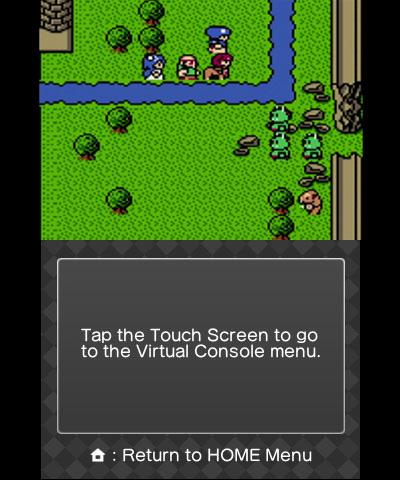 Tap the Touch Screen to go
to the Virtual Console menu.
: Return to HOME Menu